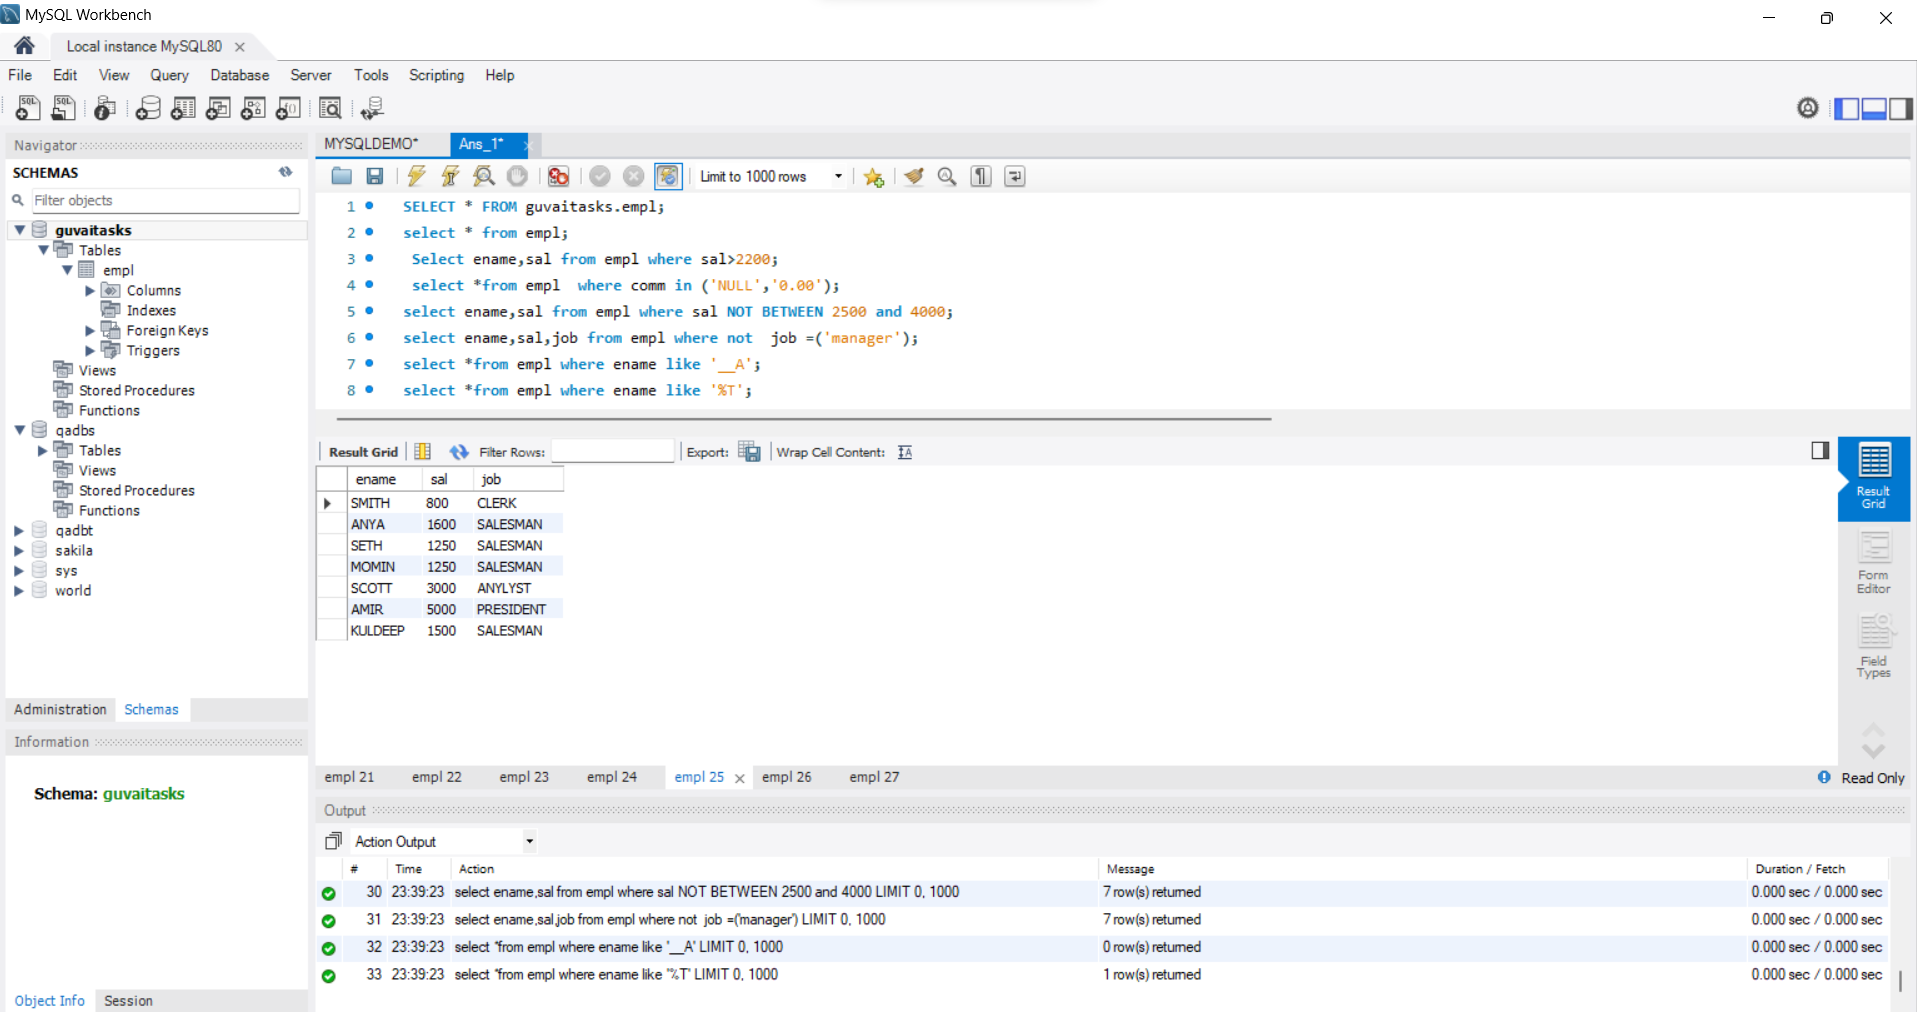 MySQL Workbench
Local instance MySQL80
File Edit View Query Database Server Tools Scripting Help
Navigator
SCHEMAS
Filter objects
guvaitasks
Tables
empl
Columns
Indexes
Foreign Keys
Triggers
Views
Stored Procedures
Functions
qadbs
Tables
Views
Stored Procedures
Functions
qadbt
sakila
sys
world
Administration Schemas
Information
Schema: guvaitasks
Object Info Session
MYSQLDEMO* Ans_1*
Limit to 1000 rows
1 SELECT * FROM guvaitasks.empl;
2 select * from empl;
3 Select ename,sal from empl where sal>2200;
4 select *from empl  where comm in ('NULL','0.00');
5 select ename,sal from empl where sal NOT BETWEEN 2500 and 4000;
6 select ename,sal,job from empl where not  job =('manager');
7 select *from empl where ename like '__A';
8 select *from empl where ename like '%T';
Result Grid Filter Rows: Export: Wrap Cell Content:
ename sal job
SMITH 800 CLERK
ANYA 1600 SALESMAN
SETH 1250 SALESMAN
MOMIN 1250 SALESMAN
SCOTT 3000 ANYLYST
AMIR 5000 PRESIDENT
KULDEEP 1500 SALESMAN
Result
Grid
Form
Editor
Field
Types
empl 21 empl 22 empl 23 empl 24 empl 25 empl 26 empl 27
Read Only
Output
Action Output
# Time Action Message Duration / Fetch
30 23:39:23 select ename,sal from empl where sal NOT BETWEEN 2500 and 4000 LIMIT 0, 1000 7 row(s) returned 0.000 sec / 0.000 sec
31 23:39:23 select ename,sal,job from empl where not  job =('manager') LIMIT 0, 1000 7 row(s) returned 0.000 sec / 0.000 sec
32 23:39:23 select *from empl where ename like '__A' LIMIT 0, 1000 0 row(s) returned 0.000 sec / 0.000 sec
33 23:39:23 select *from empl where ename like '%T' LIMIT 0, 1000 1 row(s) returned 0.000 sec / 0.000 sec